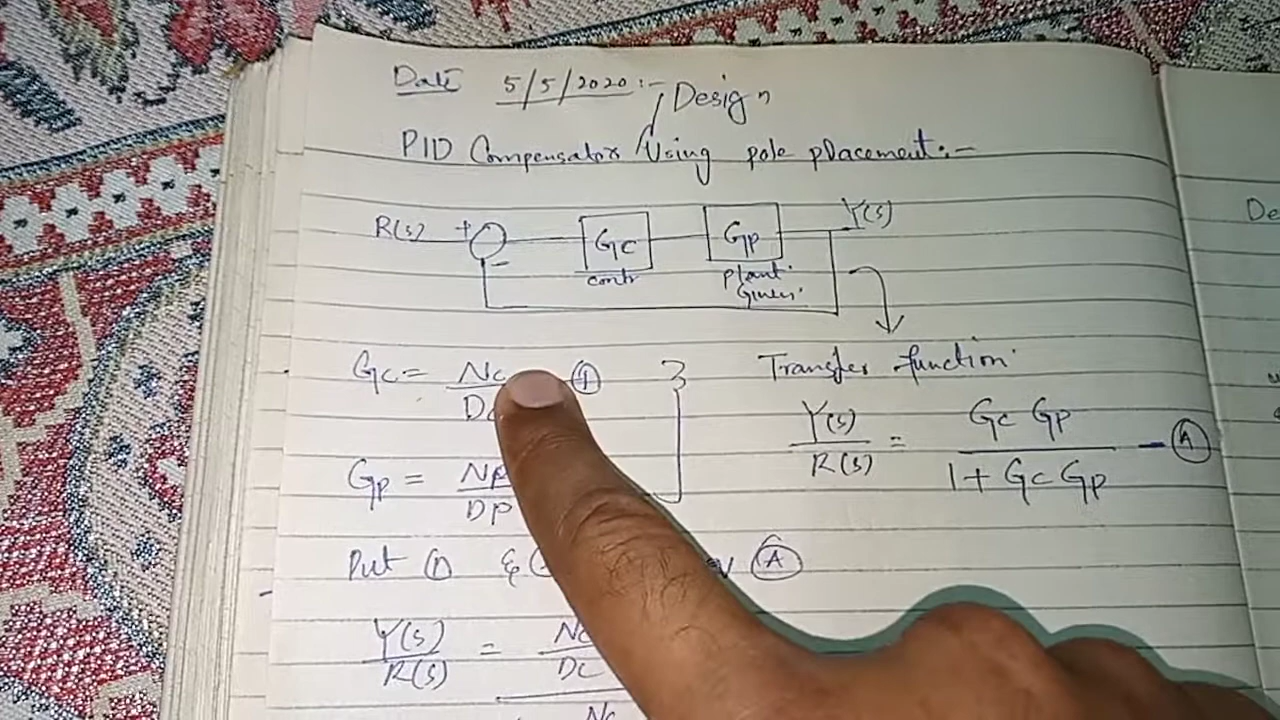 Date 5/5/2020:-
Design
PID Compensator Using pole placement:-
R(s) + Gc Gp Y(s)
-
contr plant
Given.
Gc = Nc ①
Dc
Transfer function
Y(s) = Gc Gp - Ⓐ
R(s) 1 + Gc Gp
Gp = Np
Dp
Put ① & Ⓐ
Y(s) = Nc
R(s) Dc
Nc
De